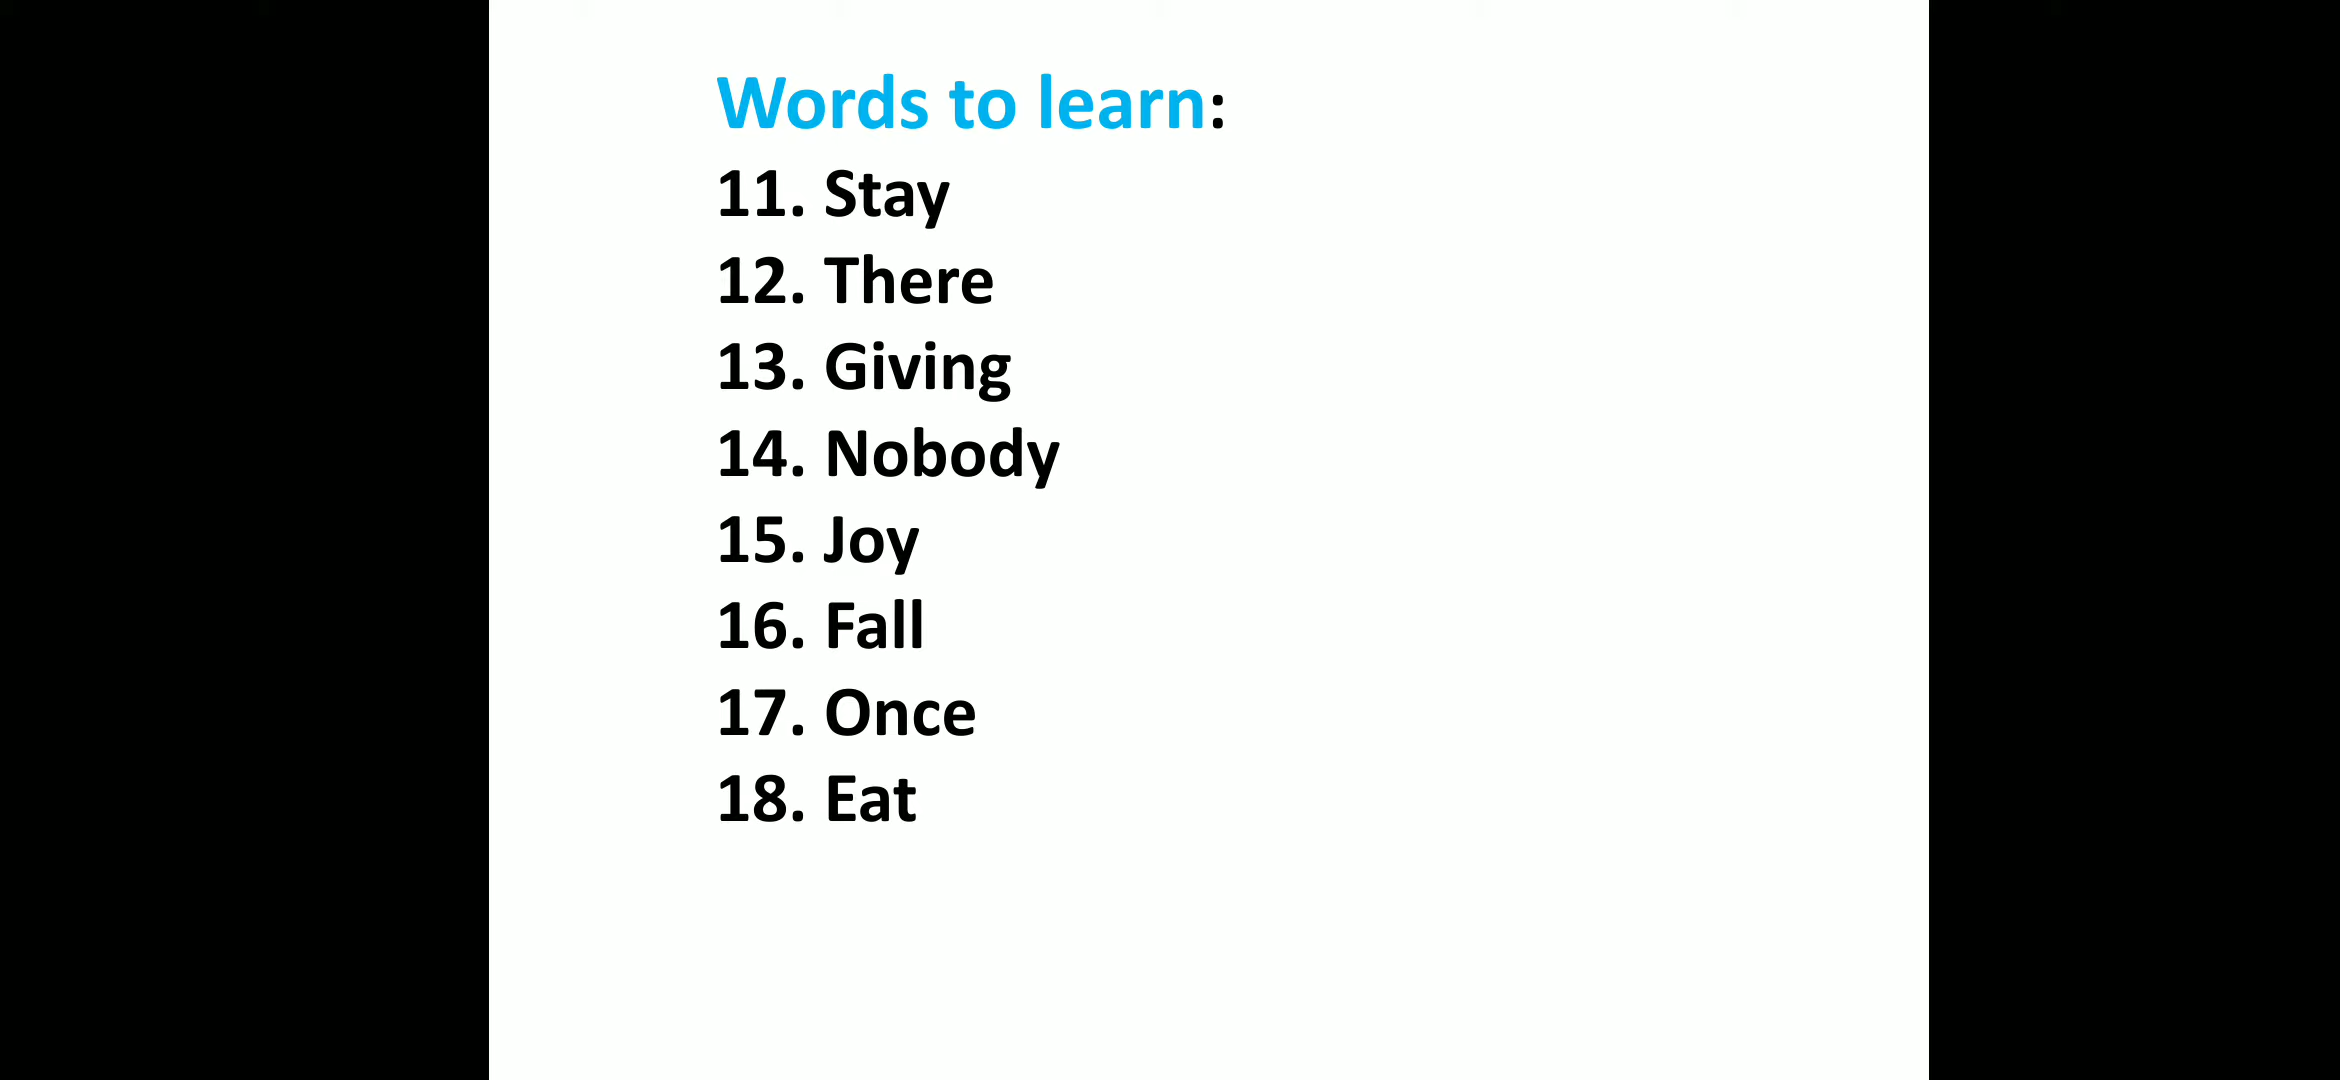 Words to learn:
11. Stay
12. There
13. Giving
14. Nobody
15. Joy
16. Fall
17. Once
18. Eat